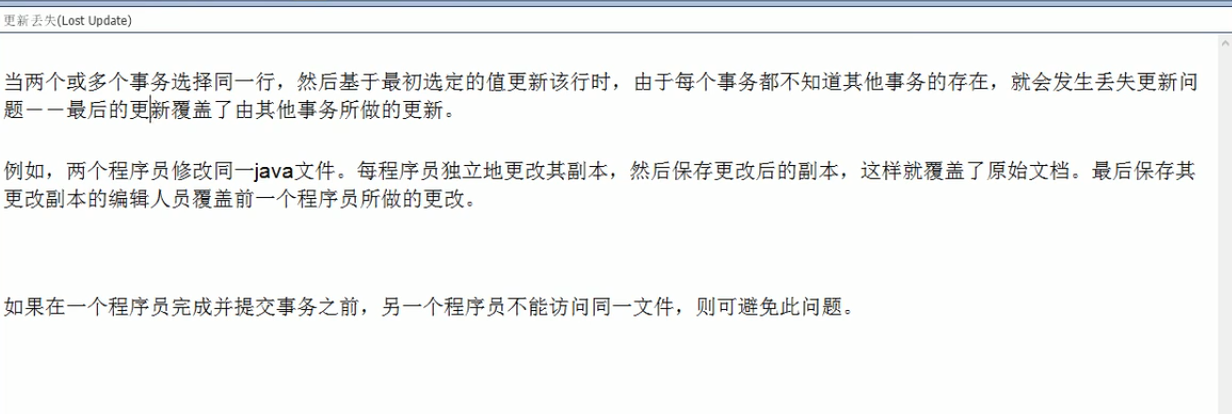 更新丢失(Lost Update)
当两个或多个事务选择同一行，然后基于最初选定的值更新该行时，由于每个事务都不知道其他事务的存在，就会发生丢失更新问
题－－最后的更新覆盖了由其他事务所做的更新。
例如，两个程序员修改同一java文件。每程序员独立地更改其副本，然后保存更改后的副本，这样就覆盖了原始文档。最后保存其
更改副本的编辑人员覆盖前一个程序员所做的更改。
如果在一个程序员完成并提交事务之前，另一个程序员不能访问同一文件，则可避免此问题。